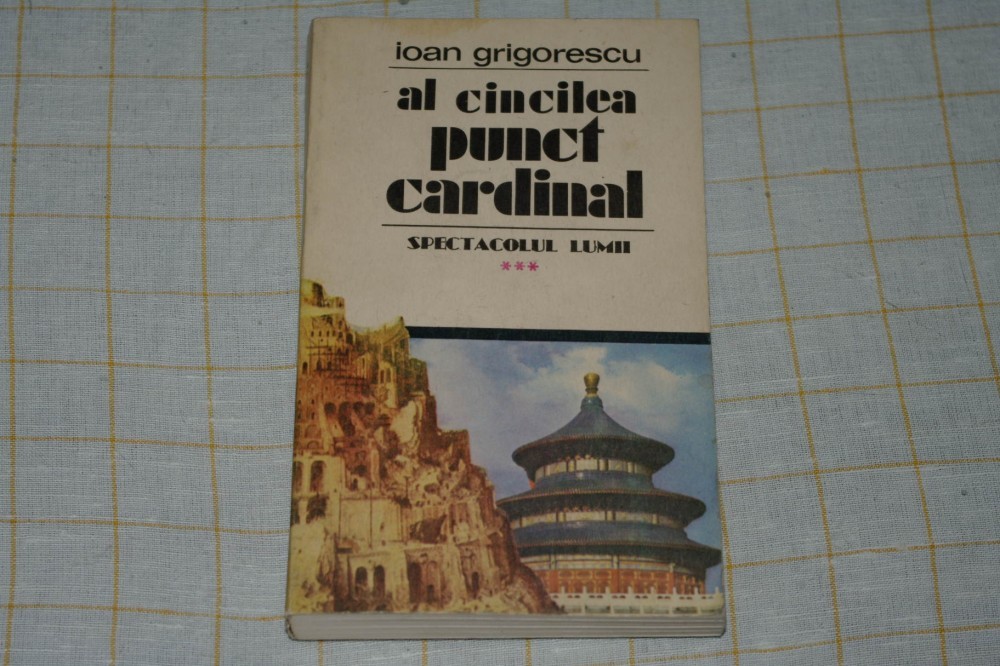 ioan grigorescu
al cincilea
punct
cardinal
SPECTACOLUL LUMII
***